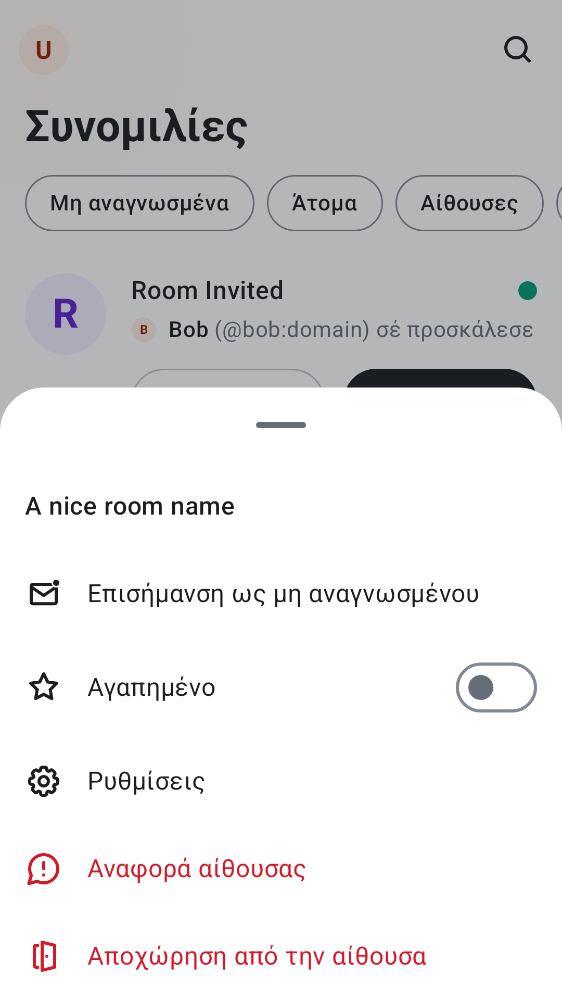 U
Συνομιλίες
Μη αναγνωσμένα Άτομα Αίθουσες
R
Room Invited
B Bob (@bob:domain) σέ προσκάλεσε
A nice room name
Επισήμανση ως μη αναγνωσμένου
Αγαπημένο
Ρυθμίσεις
Αναφορά αίθουσας
Αποχώρηση από την αίθουσα